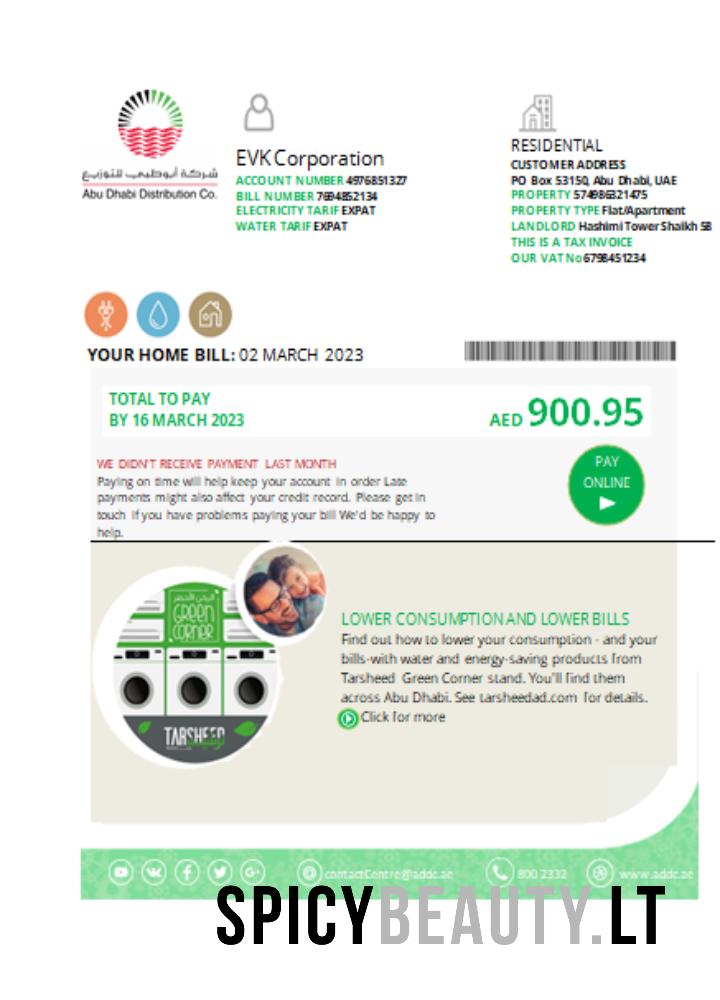 EVK Corporation
ACCOUNT NUMBER 4976851327
BILL NUMBER 7694852134
ELECTRICITY TARIF EXPAT
WATER TARIF EXPAT
شركة أبوظبي للتوزيع
Abu Dhabi Distribution Co.
RESIDENTIAL
CUSTOMER ADDRESS
PO Box 53150, Abu Dhabi, UAE
PROPERTY 574986321475
PROPERTY TYPE Flat/Apartment
LANDLORD Hashimi Tower Shaikh 58
THIS IS A TAX INVOICE
OUR VAT No 6798451234
YOUR HOME BILL: 02 MARCH 2023
TOTAL TO PAY
BY 16 MARCH 2023
AED 900.95
WE DIDN'T RECEIVE PAYMENT LAST MONTH
Paying on time will help keep your account in order Late
payments might also affect your credit record. Please get in
touch if you have problems paying your bill We'd be happy to
help.
PAY
ONLINE
GREEN
CORNER
TARSHEED
LOWER CONSUMPTION AND LOWER BILLS
Find out how to lower your consumption - and your
bills-with water and energy-saving products from
Tarsheed Green Corner stand. You'll find them
across Abu Dhabi. See tarsheedad.com for details.
Click for more
contactCentre@addc.ae
800 2332
www.addc.ae
SPICYBEAUTY.LT